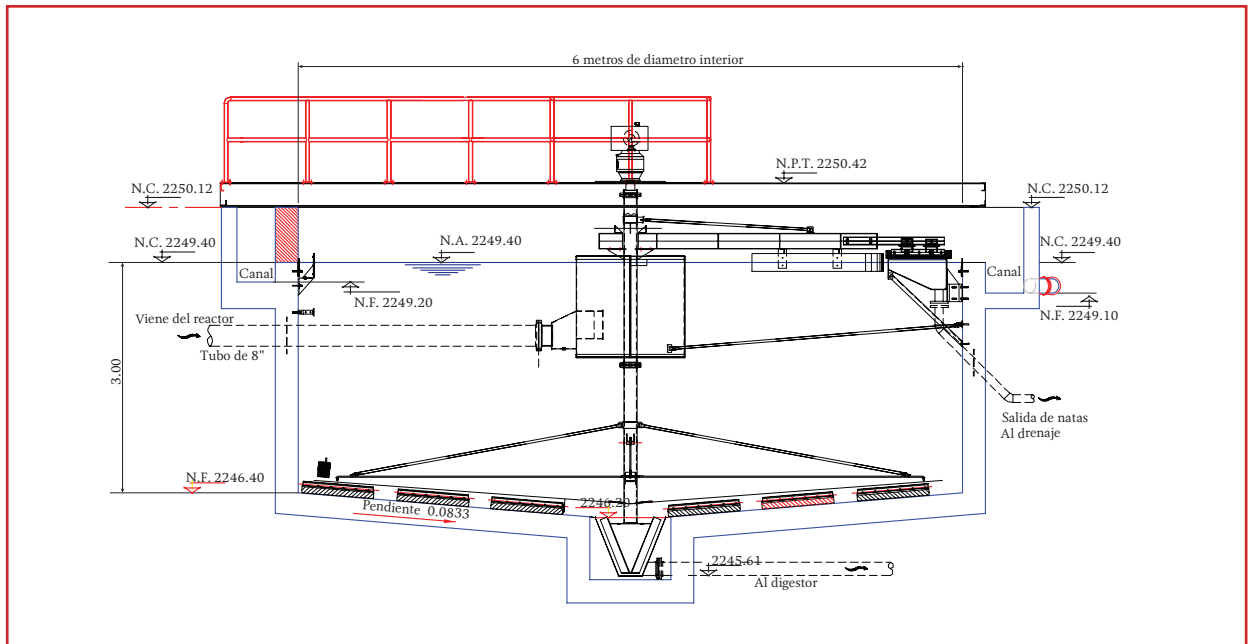 6 metros de diametro interior
N.P.T. 2250.42
N.C. 2250.12
N.C. 2250.12
N.C. 2249.40
N.A. 2249.40
N.C. 2249.40
Canal
Canal
N.F. 2249.20
N.F. 2249.10
Viene del reactor
Tubo de 8"
3.00
Salida de natas
Al drenaje
N.F. 2246.40
Pendiente 0.0833
2246.20
2245.61
Al digestor